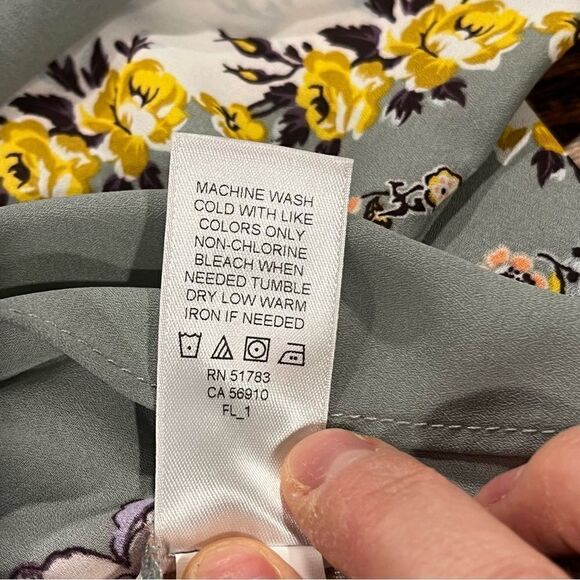 MACHINE WASH
COLD WITH LIKE
COLORS ONLY
NON-CHLORINE
BLEACH WHEN
NEEDED TUMBLE
DRY LOW WARM
IRON IF NEEDED
RN 51783
CA 56910
FL_1